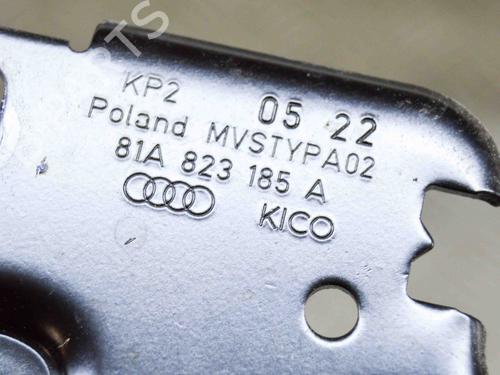 KP2 05 22
Poland MVSTYPA02
81A 823 185 A
KICO